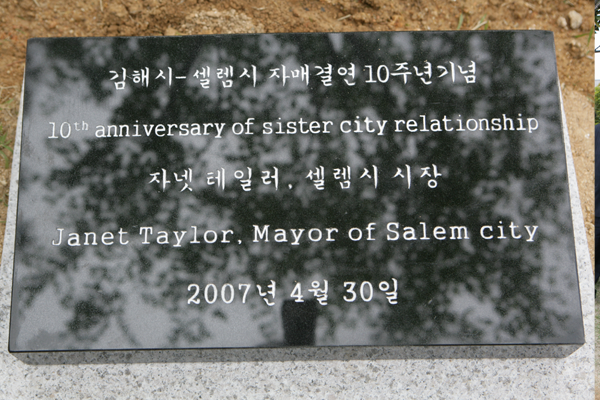 김해시-셀렘시 자매결연 10주년기념
10th anniversary of sister city relationship
자넷 테일러, 셀렘시 시장
Janet Taylor, Mayor of Salem city
2007년 4월 30일